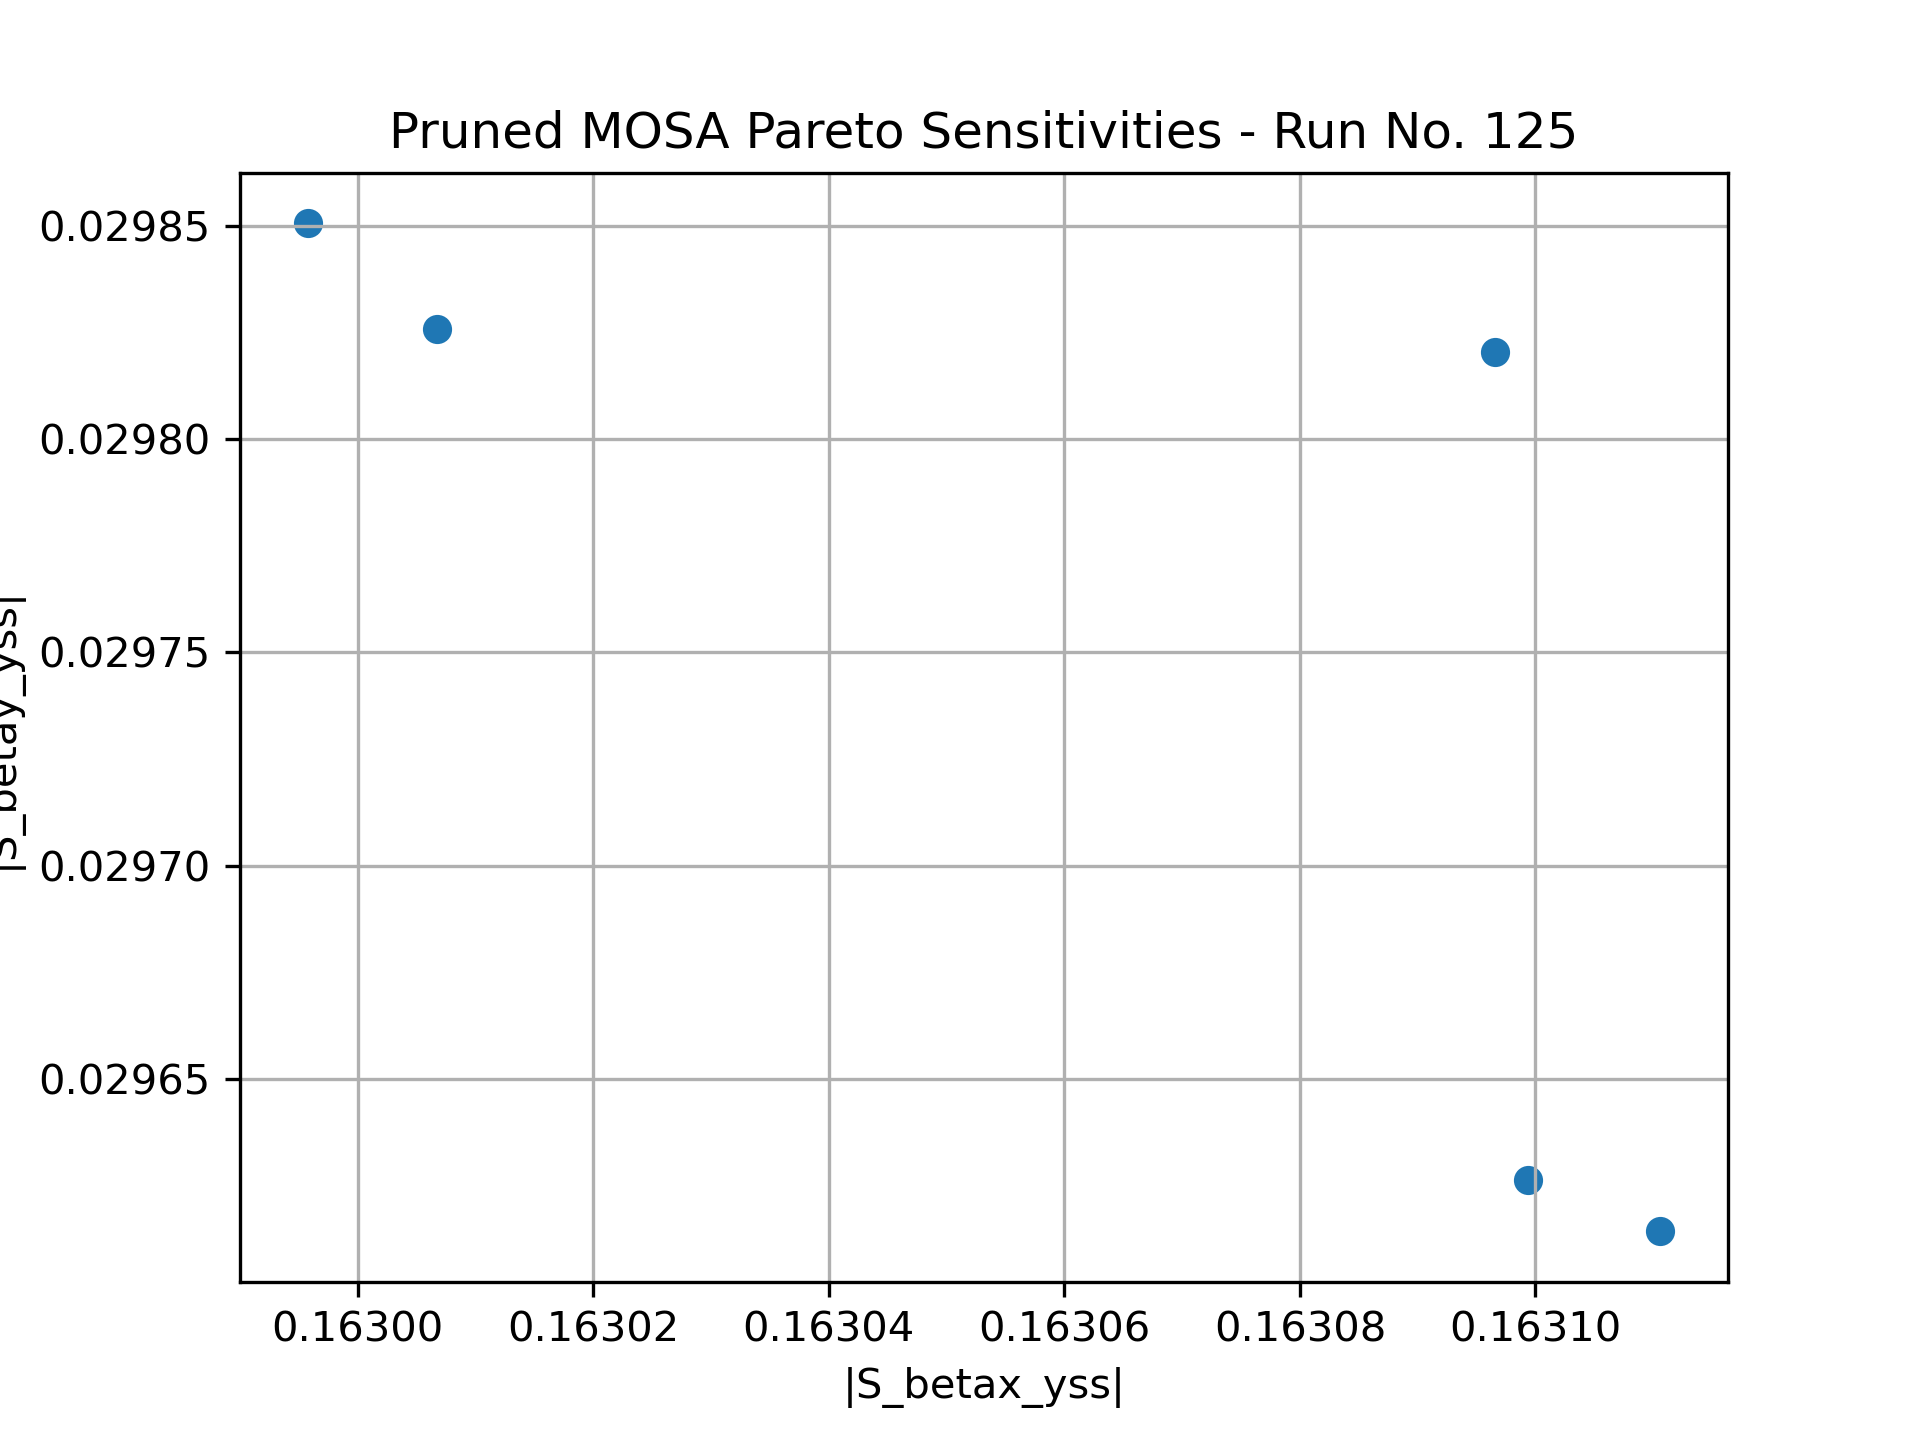 Pruned MOSA Pareto Sensitivities - Run No. 125
|S_betay_yss|
0.02985
0.02980
0.02975
0.02970
0.02965
0.16300 0.16302 0.16304 0.16306 0.16308 0.16310
|S_betax_yss|